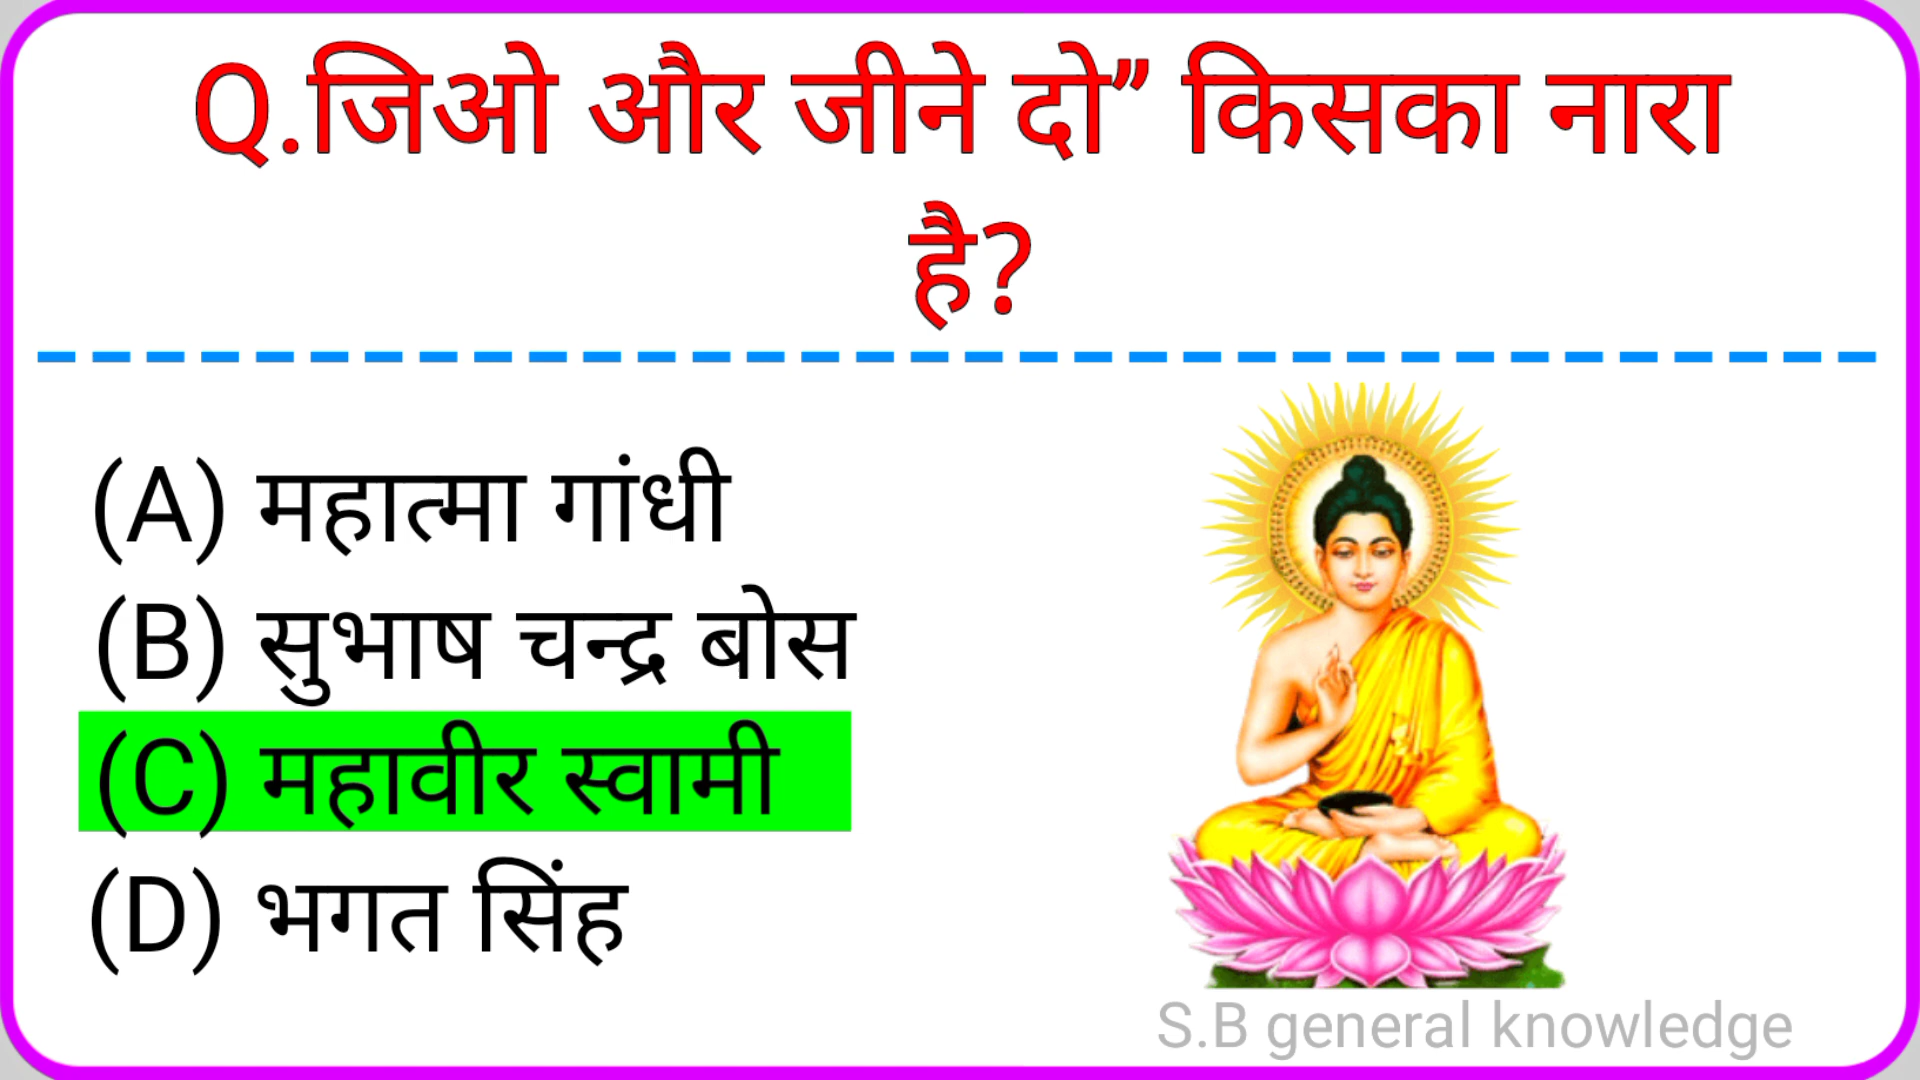 Q.जिओ और जीने दो” किसका नारा
है?
(A) महात्मा गांधी
(B) सुभाष चन्द्र बोस
(C) महावीर स्वामी
(D) भगत सिंह
S.B general knowledge